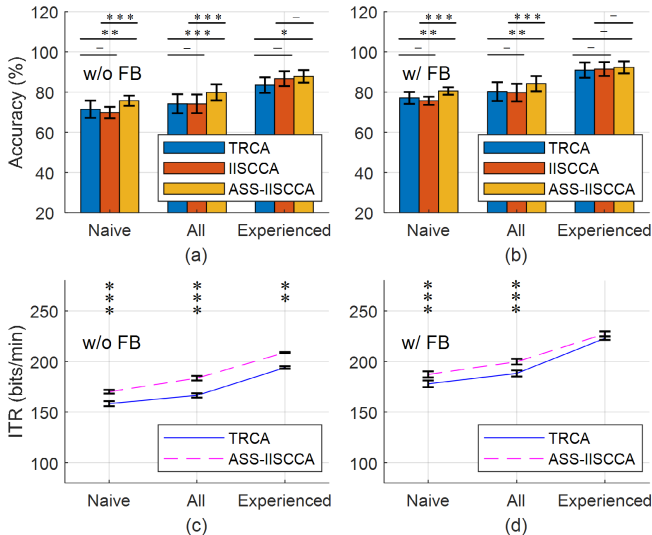 120
100
80
60
40
20
Accuracy (%)
– *** –
** *** *
– – –
w/o FB
TRCA
IISCCA
ASS-IISCCA
Naive All Experienced
(a)
120
100
80
60
40
20
*** *** –
** ** –
– – –
w/ FB
TRCA
IISCCA
ASS-IISCCA
Naive All Experienced
(b)
250
200
150
100
ITR (bits/min)
*** *** **
w/o FB
TRCA
ASS-IISCCA
Naive All Experienced
(c)
250
200
150
100
*** ***
w/ FB
TRCA
ASS-IISCCA
Naive All Experienced
(d)